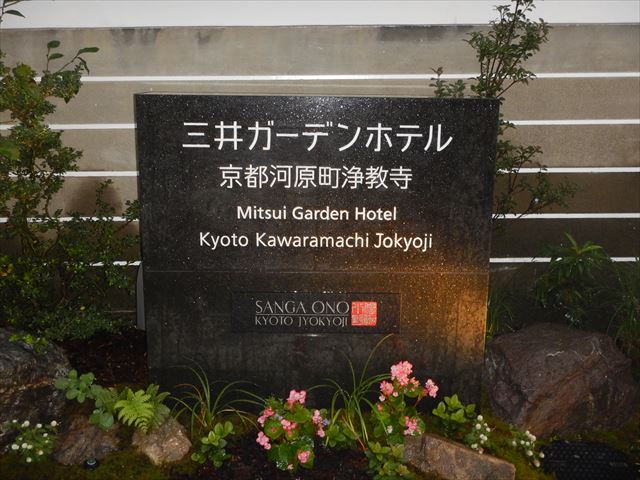 三井ガーデンホテル
京都河原町浄教寺
Mitsui Garden Hotel
Kyoto Kawaramachi Jokyoji
SANGA ONO
KYOTO JYOKYOJI